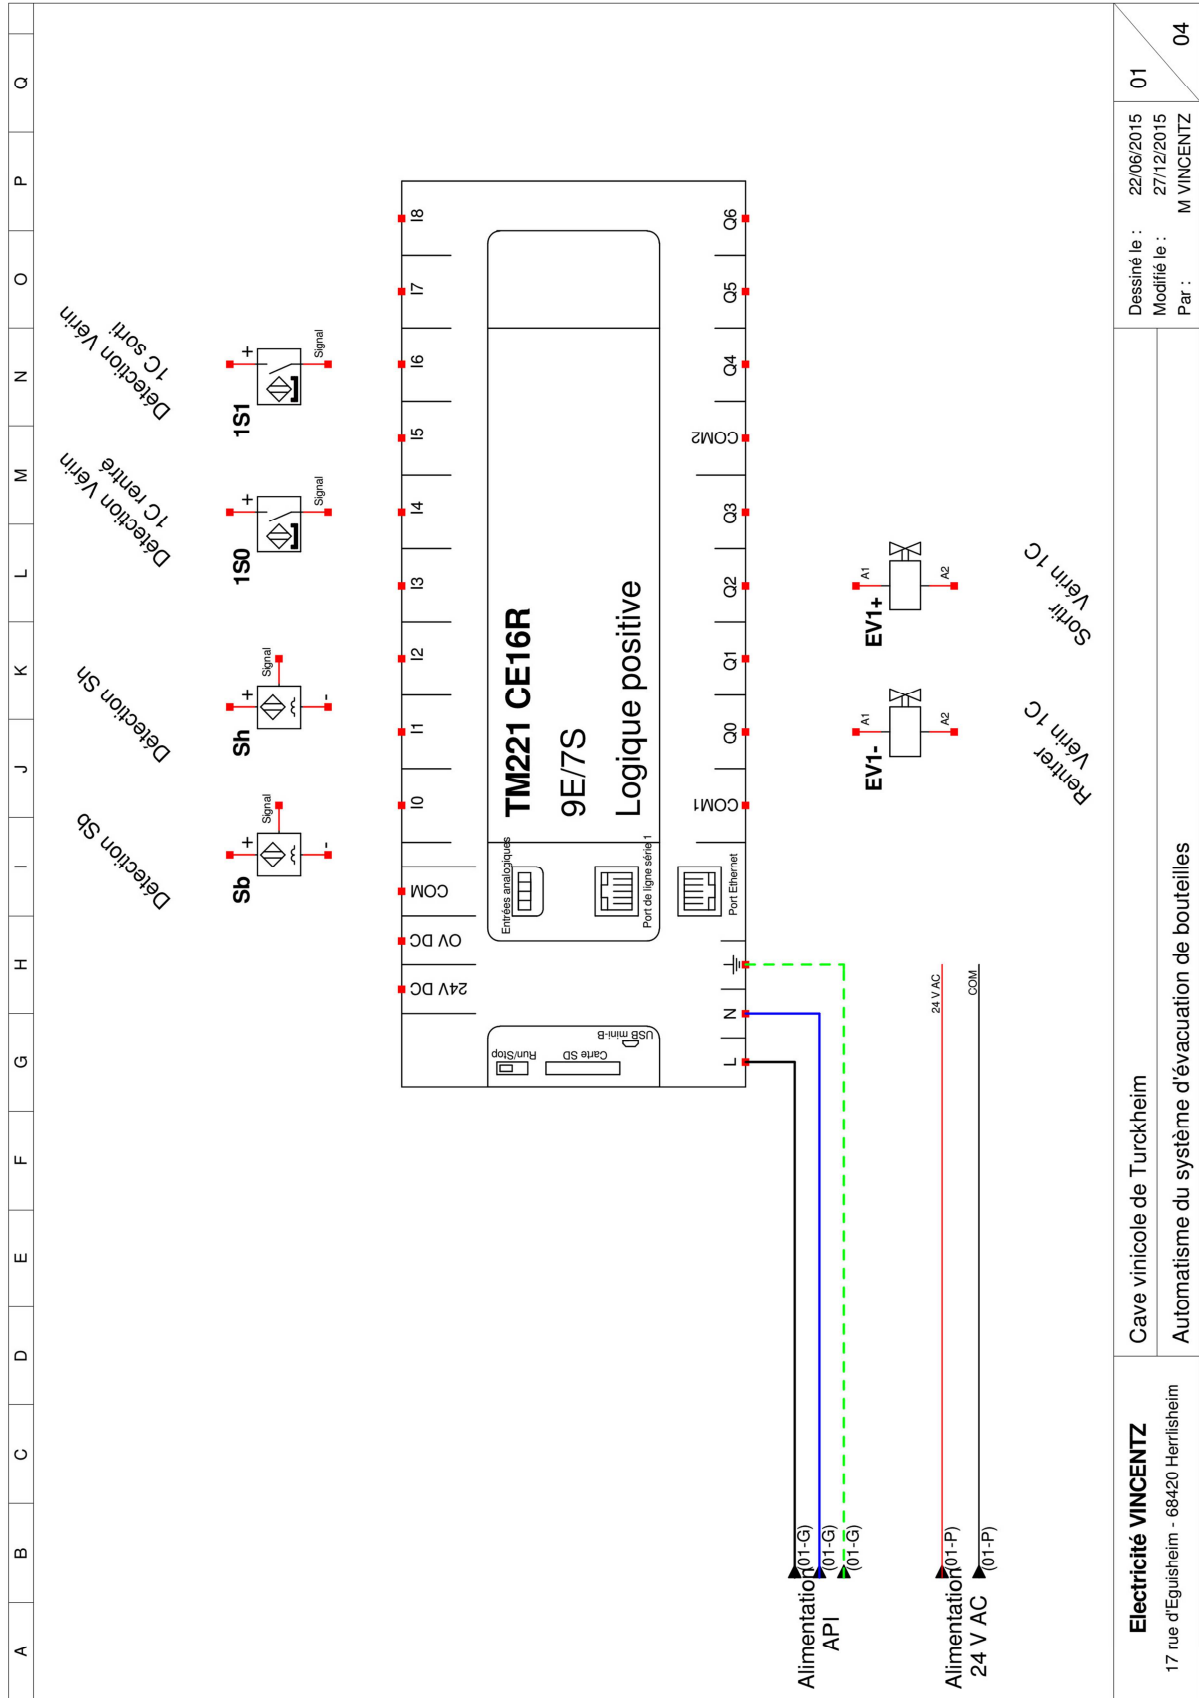 A B C D E F G H I J K L M N O P Q
Détection Sb
Détection Sh
Détection Vérin
1C rentré
Détection Vérin
1C sorti
Sb
+
Signal
-
Sh
+
Signal
-
1S0
+
Signal
1S1
+
Signal
24V DC
0V DC
COM
I0
I1
I2
I3
I4
I5
I6
I7
I8
Run/Stop
Carte SD
USB mini-B
Entrées analogiques
Port de ligne série 1
Port Ethernet
TM221 CE16R
9E/7S
Logique positive
L
N
COM1
Q0
Q1
Q2
Q3
COM2
Q4
Q5
Q6
Alimentation
API
(01-G)
(01-G)
(01-G)
Alimentation
24 V AC
(01-P)
(01-P)
24 V AC
COM
EV1-
A1
A2
EV1+
A1
A2
Rentrer
Vérin 1C
Sortir
Vérin 1C
Electricité VINCENTZ
17 rue d'Eguisheim - 68420 Herrlisheim
Cave vinicole de Turckheim
Automatisme du système d'évacuation de bouteilles
Dessiné le : 22/06/2015
Modifié le : 27/12/2015
Par : M VINCENTZ
01
04